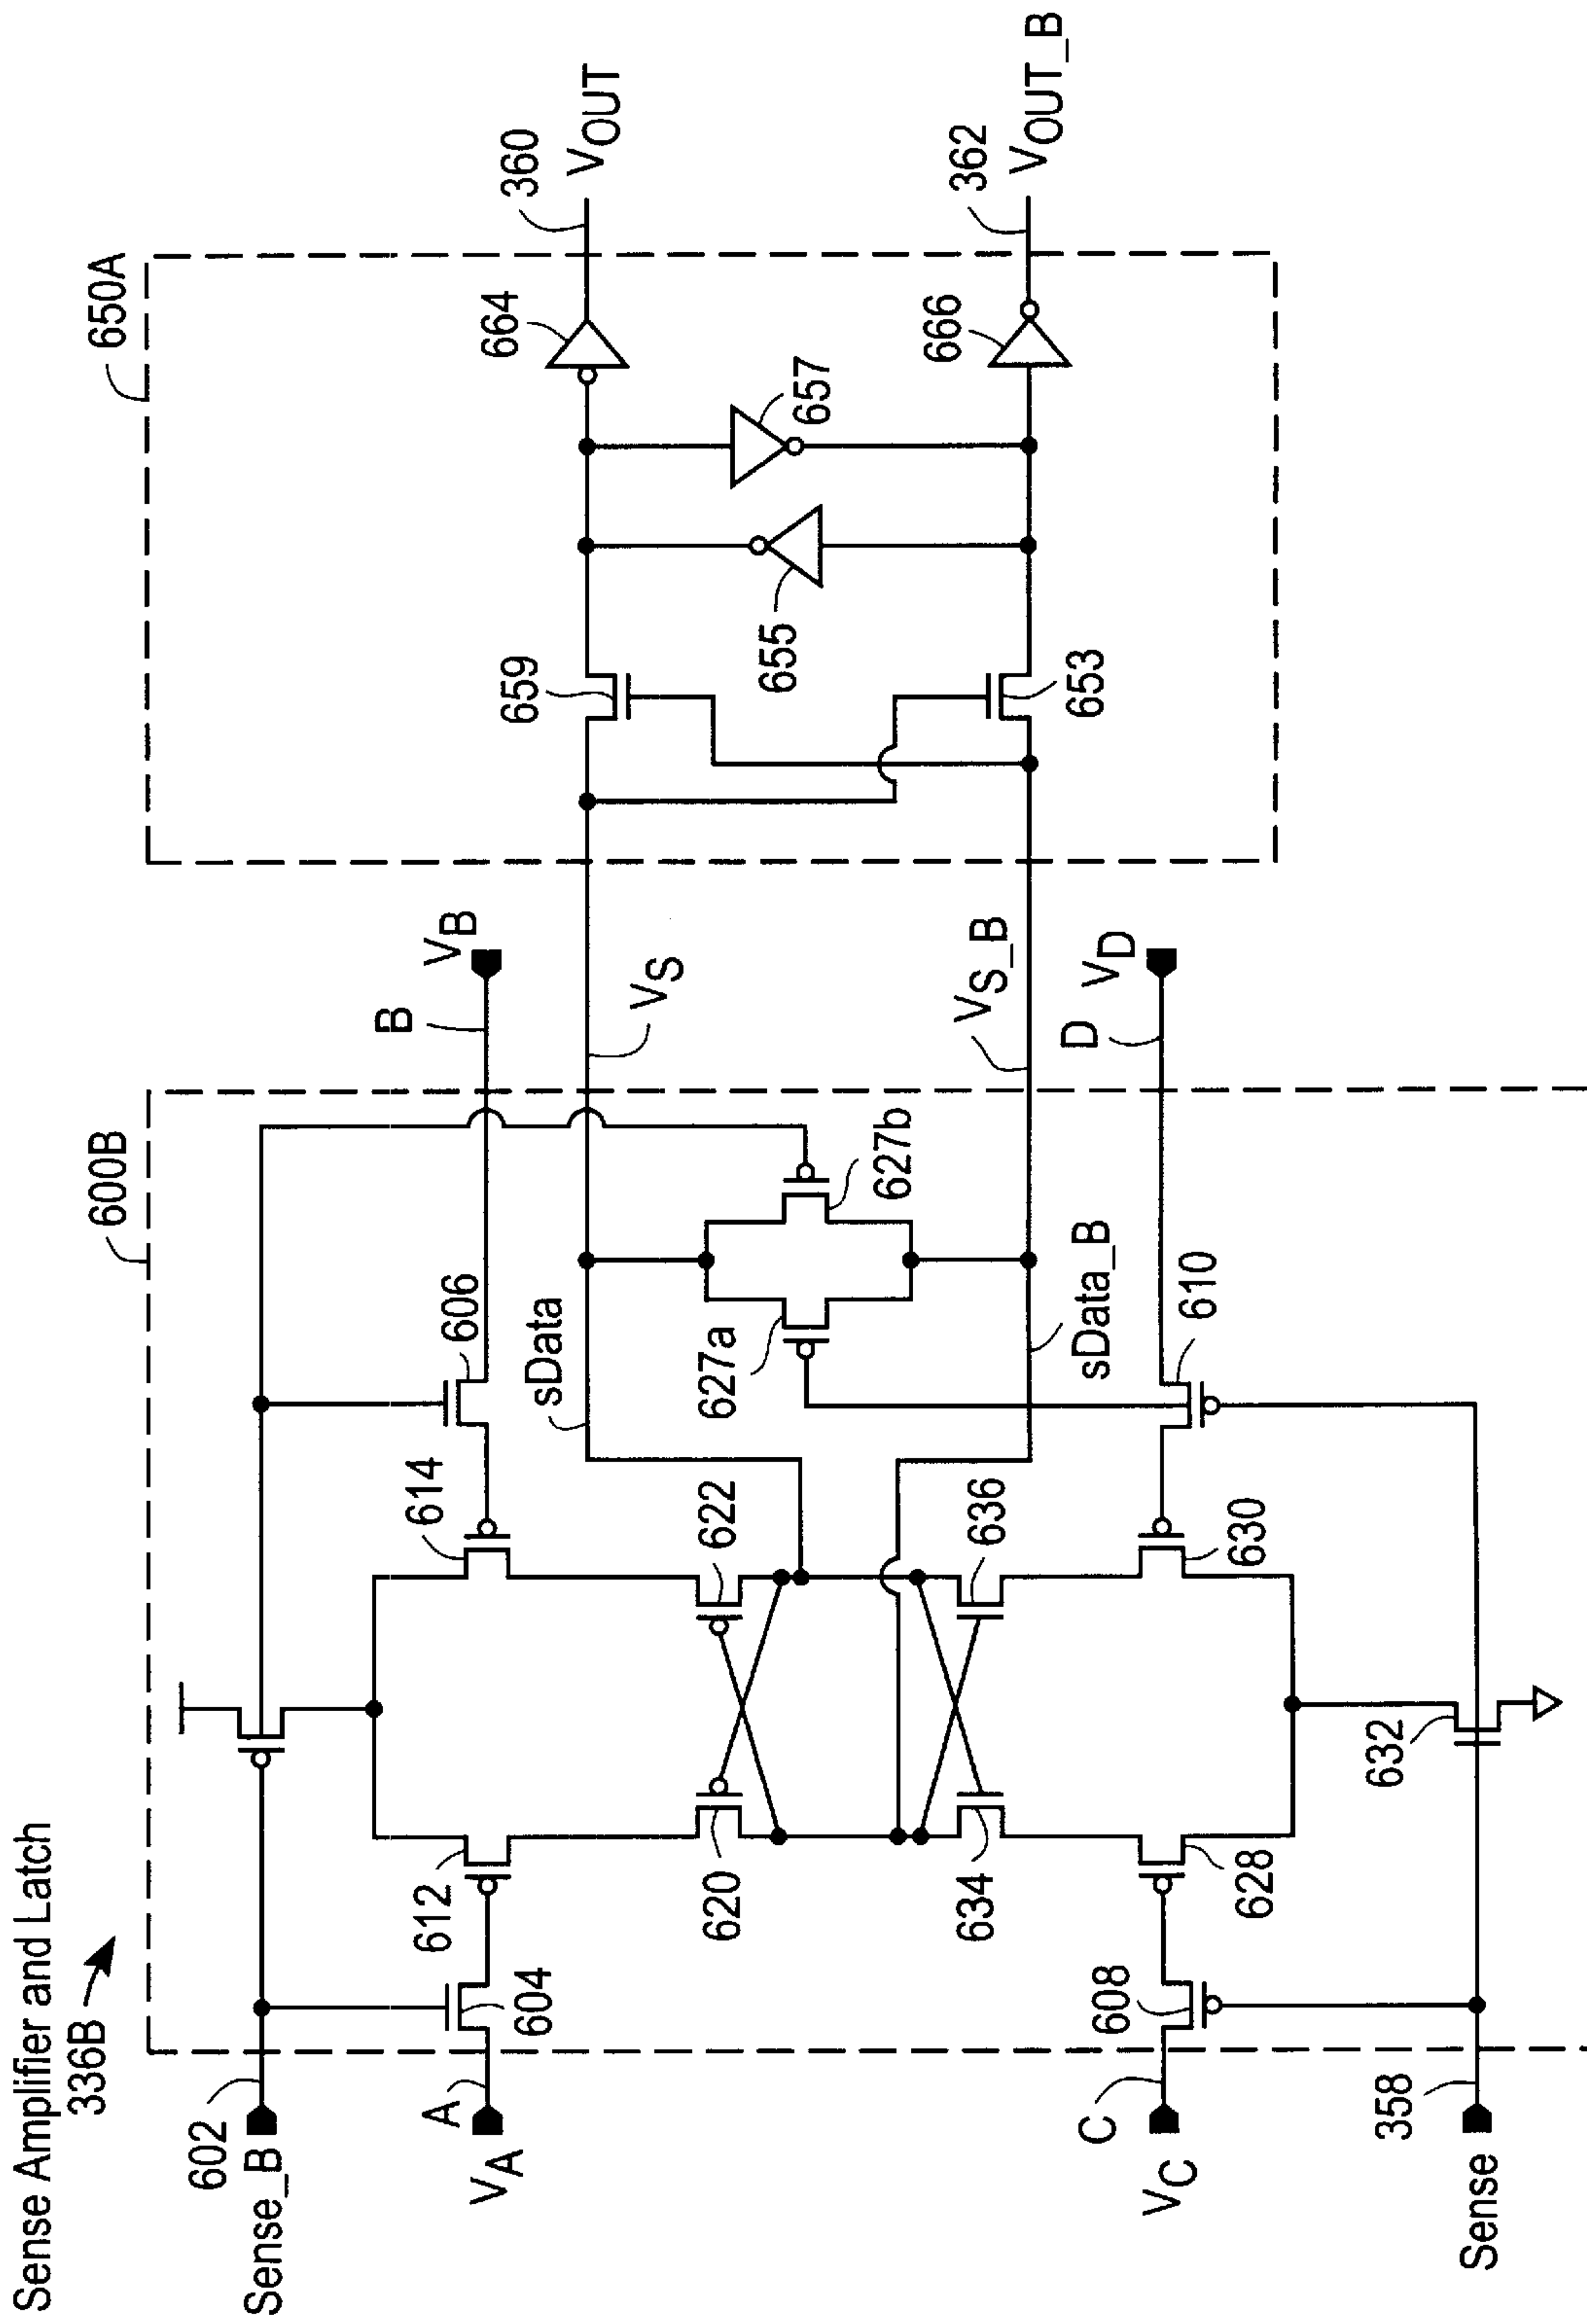 Sense Amplifier and Latch
336B
600B
650A
602
Sense_B
A
VA
604
612
614
606
B
VB
620
622
sData
VS
627a
627b
659
655
657
664
360
VOUT
634
636
sData_B
VS_B
653
666
362
VOUT_B
C
VC
608
628
630
610
D
VD
632
358
Sense